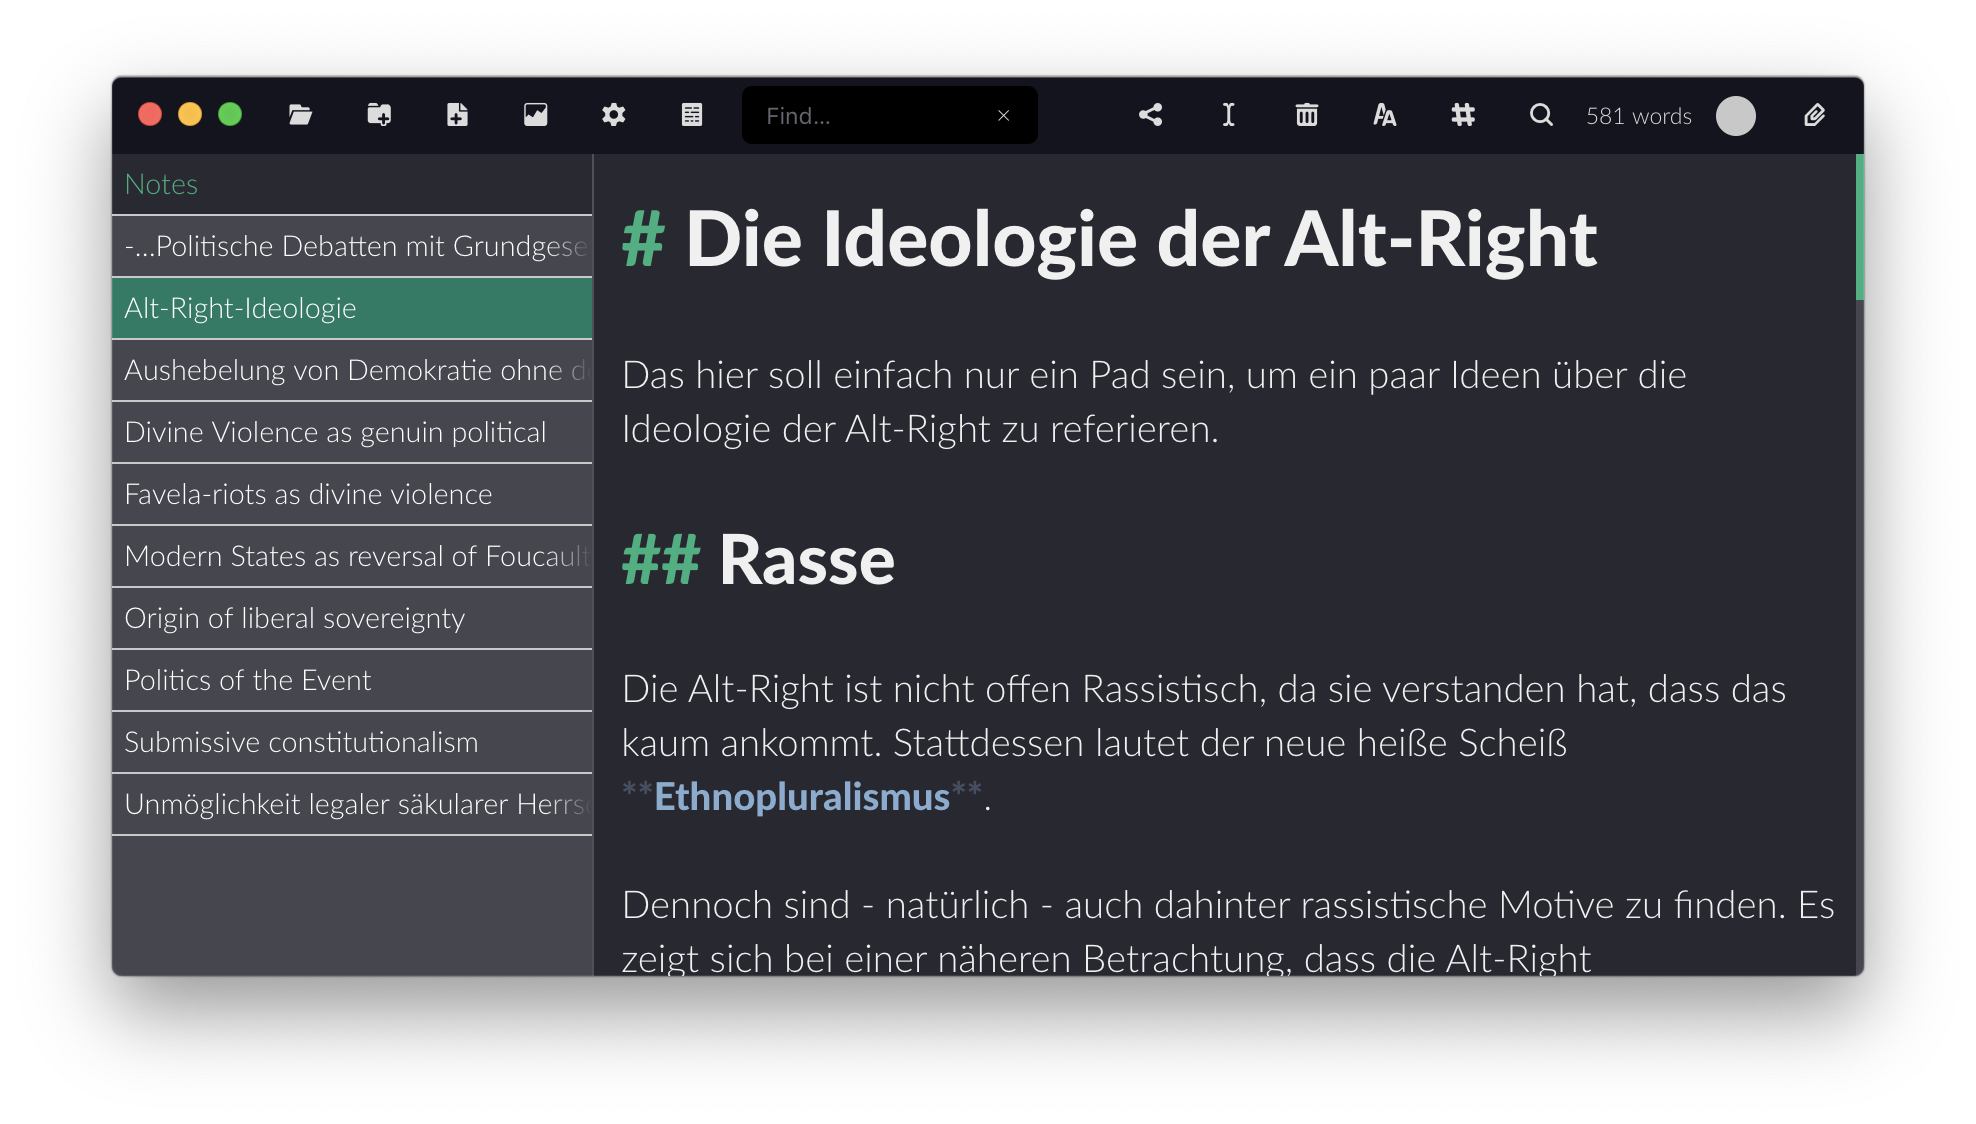 Find...
581 words
Notes
-...Politische Debatten mit Grundgese
Alt-Right-Ideologie
Aushebelung von Demokratie ohne d
Divine Violence as genuin political
Favela-riots as divine violence
Modern States as reversal of Foucault
Origin of liberal sovereignty
Politics of the Event
Submissive constitutionalism
Unmöglichkeit legaler säkularer Herrs
# Die Ideologie der Alt-Right
Das hier soll einfach nur ein Pad sein, um ein paar Ideen über die
Ideologie der Alt-Right zu referieren.
## Rasse
Die Alt-Right ist nicht offen Rassistisch, da sie verstanden hat, dass das
kaum ankommt. Stattdessen lautet der neue heiße Scheiß
**Ethnopluralismus**.
Dennoch sind - natürlich - auch dahinter rassistische Motive zu finden. Es
zeigt sich bei einer näheren Betrachtung, dass die Alt-Right